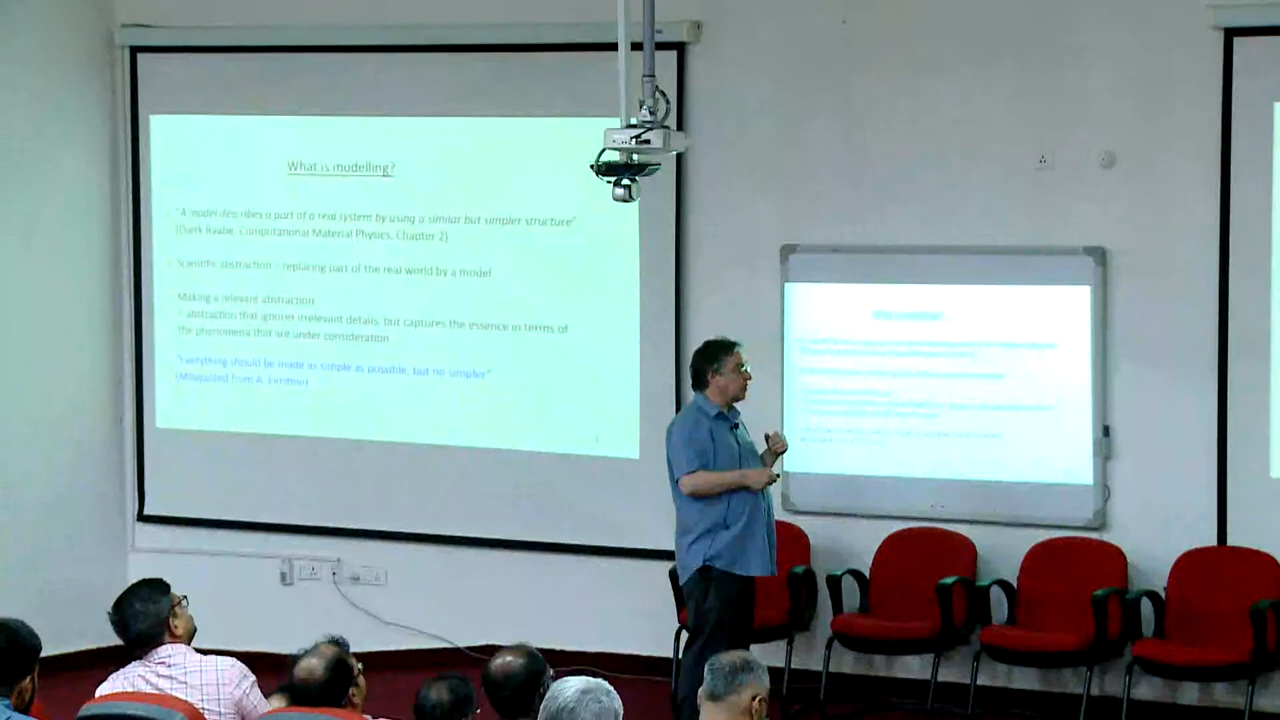 What is modelling?
"A model describes a part of a real system by using a similar but simpler structure"
(Dierk Raabe, Computational Material Physics, Chapter 2)
Scientific abstraction – replacing part of the real world by a model
Making a relevant abstraction
– abstraction that ignores irrelevant details, but captures the essence in terms of
the phenomena that are under consideration
"Everything should be made as simple as possible, but no simpler"
(Misquoted from A. Einstein)